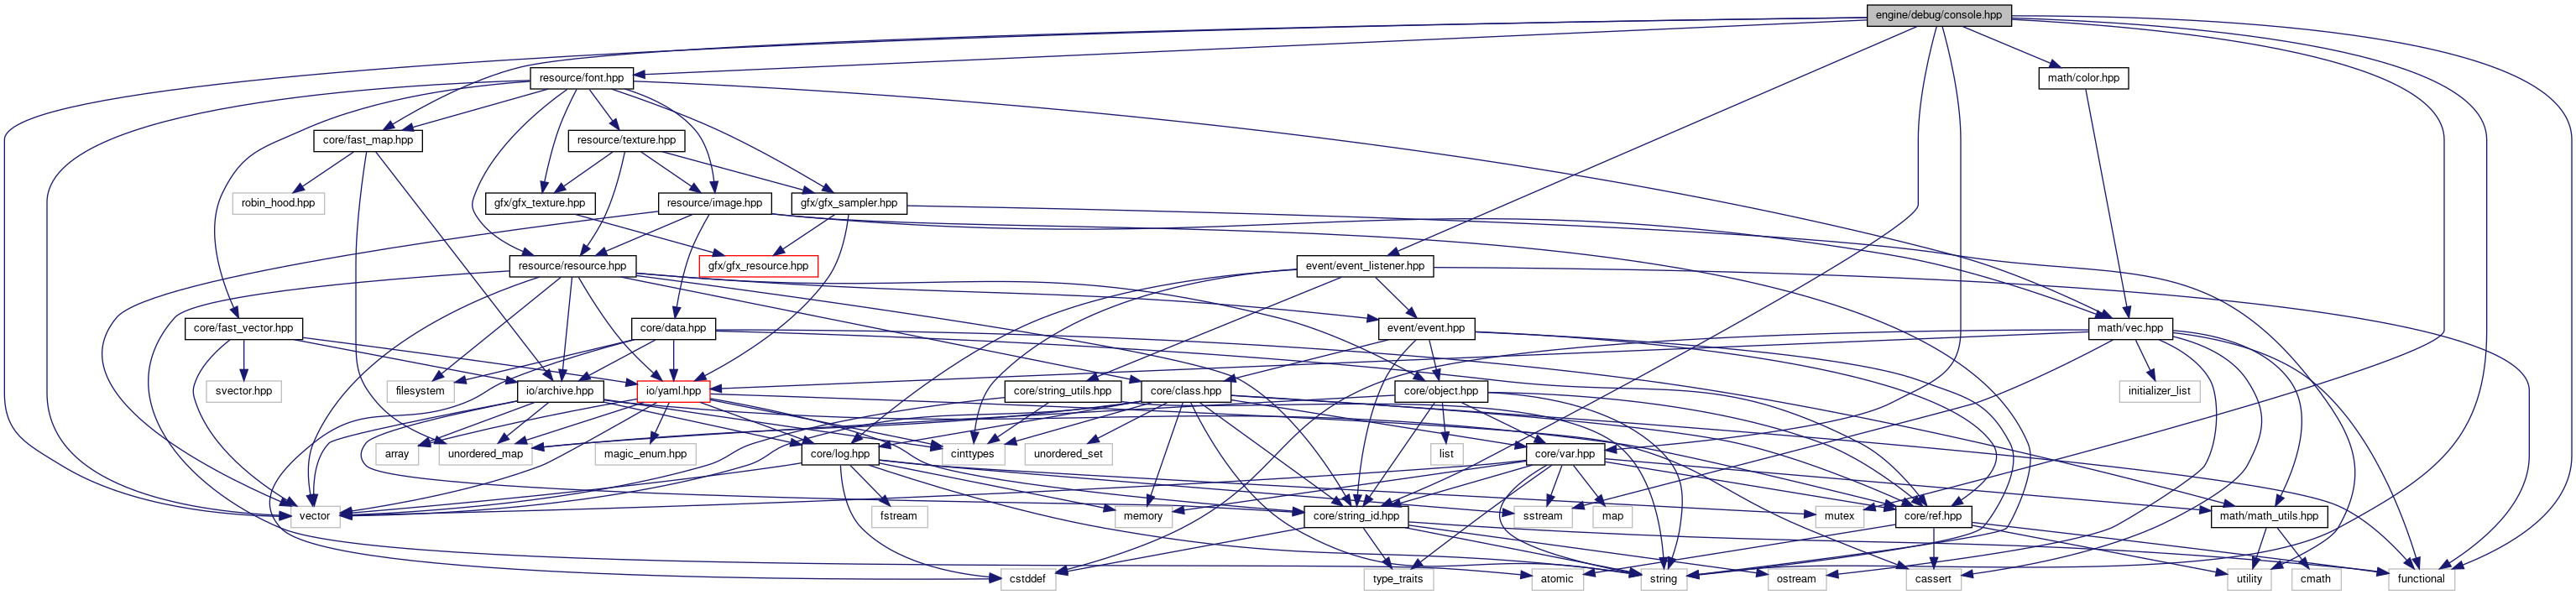 engine/debug/console.hpp
resource/font.hpp
math/color.hpp
core/fast_map.hpp
resource/texture.hpp
robin_hood.hpp
gfx/gfx_texture.hpp
resource/image.hpp
gfx/gfx_sampler.hpp
resource/resource.hpp
gfx/gfx_resource.hpp
event/event_listener.hpp
core/fast_vector.hpp
core/data.hpp
event/event.hpp
math/vec.hpp
svector.hpp
filesystem
io/archive.hpp
io/yaml.hpp
core/string_utils.hpp
core/class.hpp
core/object.hpp
initializer_list
array
unordered_map
magic_enum.hpp
core/log.hpp
cinttypes
unordered_set
list
core/var.hpp
vector
fstream
memory
core/string_id.hpp
sstream
map
mutex
core/ref.hpp
math/math_utils.hpp
cstddef
type_traits
atomic
string
ostream
cassert
utility
cmath
functional